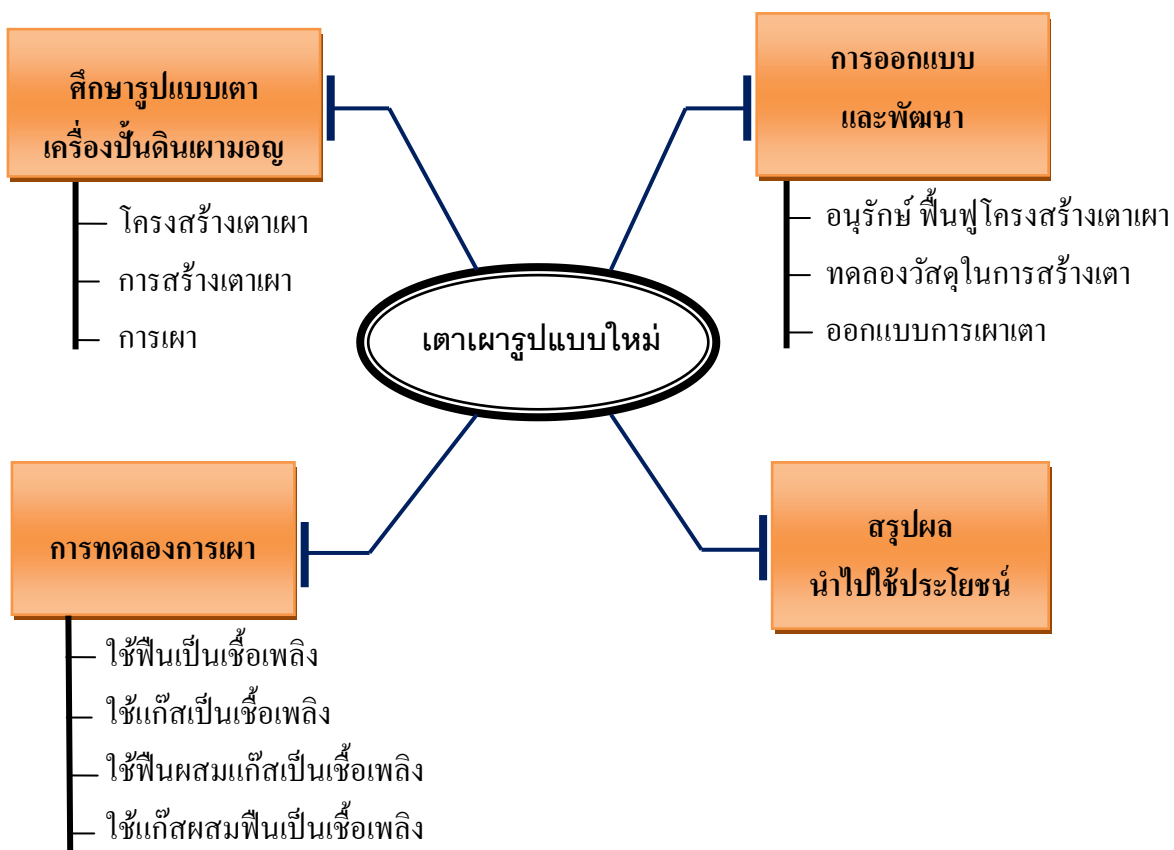 ศึกษารูปแบบเตา
เครื่องปั้นดินเผามอญ
โครงสร้างเตาเผา
การสร้างเตาเผา
การเผา
การออกแบบ
และพัฒนา
อนุรักษ์ ฟื้นฟูโครงสร้างเตาเผา
ทดลองวัสดุในการสร้างเตา
ออกแบบการเผาเตา
เตาเผารูปแบบใหม่
การทดลองการเผา
ใช้ฟืนเป็นเชื้อเพลิง
ใช้แก๊สเป็นเชื้อเพลิง
ใช้ฟืนผสมแก๊สเป็นเชื้อเพลิง
ใช้แก๊สผสมฟืนเป็นเชื้อเพลิง
สรุปผล
นำไปใช้ประโยชน์